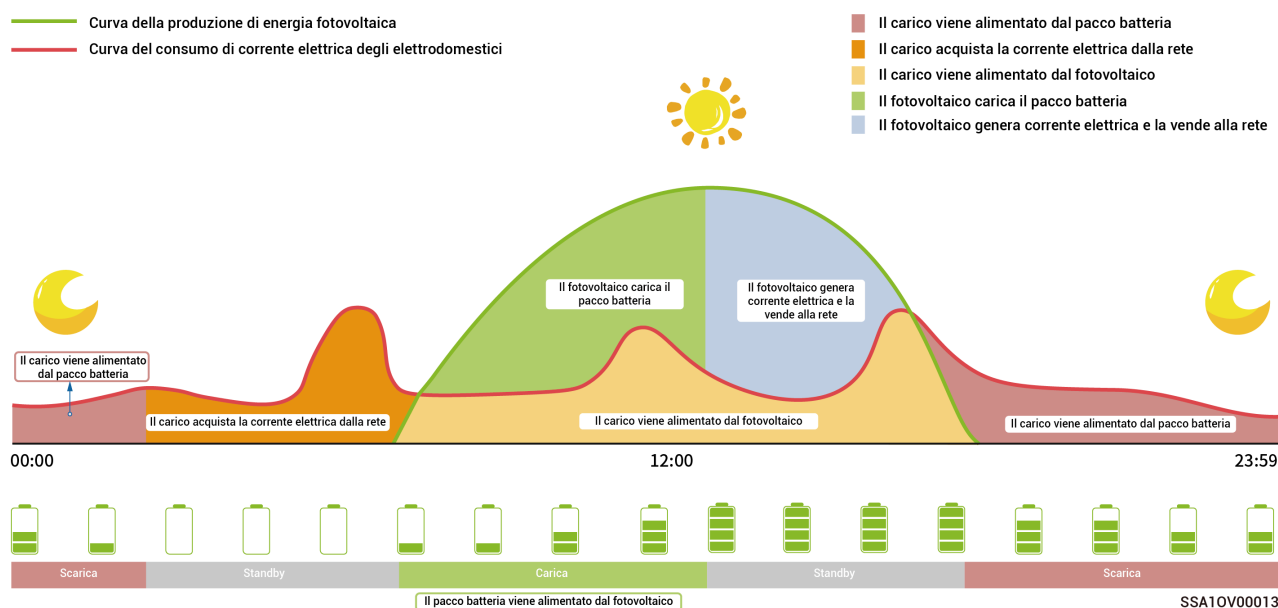 Curva della produzione di energia fotovoltaica
Curva del consumo di corrente elettrica degli elettrodomestici
Il carico viene alimentato dal pacco batteria
Il carico acquista la corrente elettrica dalla rete
Il carico viene alimentato dal fotovoltaico
Il fotovoltaico carica il pacco batteria
Il fotovoltaico genera corrente elettrica e la vende alla rete
Il fotovoltaico carica il
pacco batteria
Il fotovoltaico genera
corrente elettrica e la
vende alla rete
Il carico viene alimentato
dal pacco batteria
Il carico acquista la corrente elettrica dalla rete
Il carico viene alimentato dal fotovoltaico
Il carico viene alimentato dal pacco batteria
00:00
12:00
23:59
Scarica
Standby
Carica
Standby
Scarica
Il pacco batteria viene alimentato dal fotovoltaico
SSA1OV00013